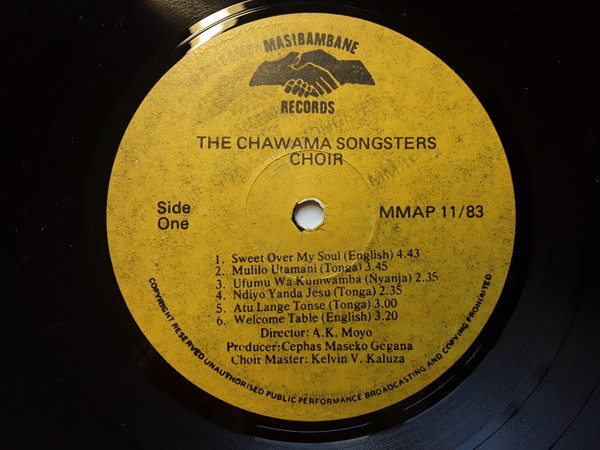 MASIBAMBANE
RECORDS
THE CHAWAMA SONGSTERS
CHOIR
Side
One
MMAP 11/83
1. Sweet Over My Soul (English) 4.43
2. Mulilo Utamani (Tonga) 3.45
3. Ufumu Wa Kumwamba (Nyanja) 2.35
4. Ndiyo Yanda Jesu (Tonga) 2.35
5. Atu Lange Tonse (Tonga) 3.00
6. Welcome Table (English) 3.20
Director: A.K. Moyo
Producer: Cephas Maseko Gegana
Choir Master: Kelvin V. Kaluza
COPYRIGHT RESERVED UNAUTHORISED PUBLIC PERFORMANCE BROADCASTING AND COPYING PROHIBITED